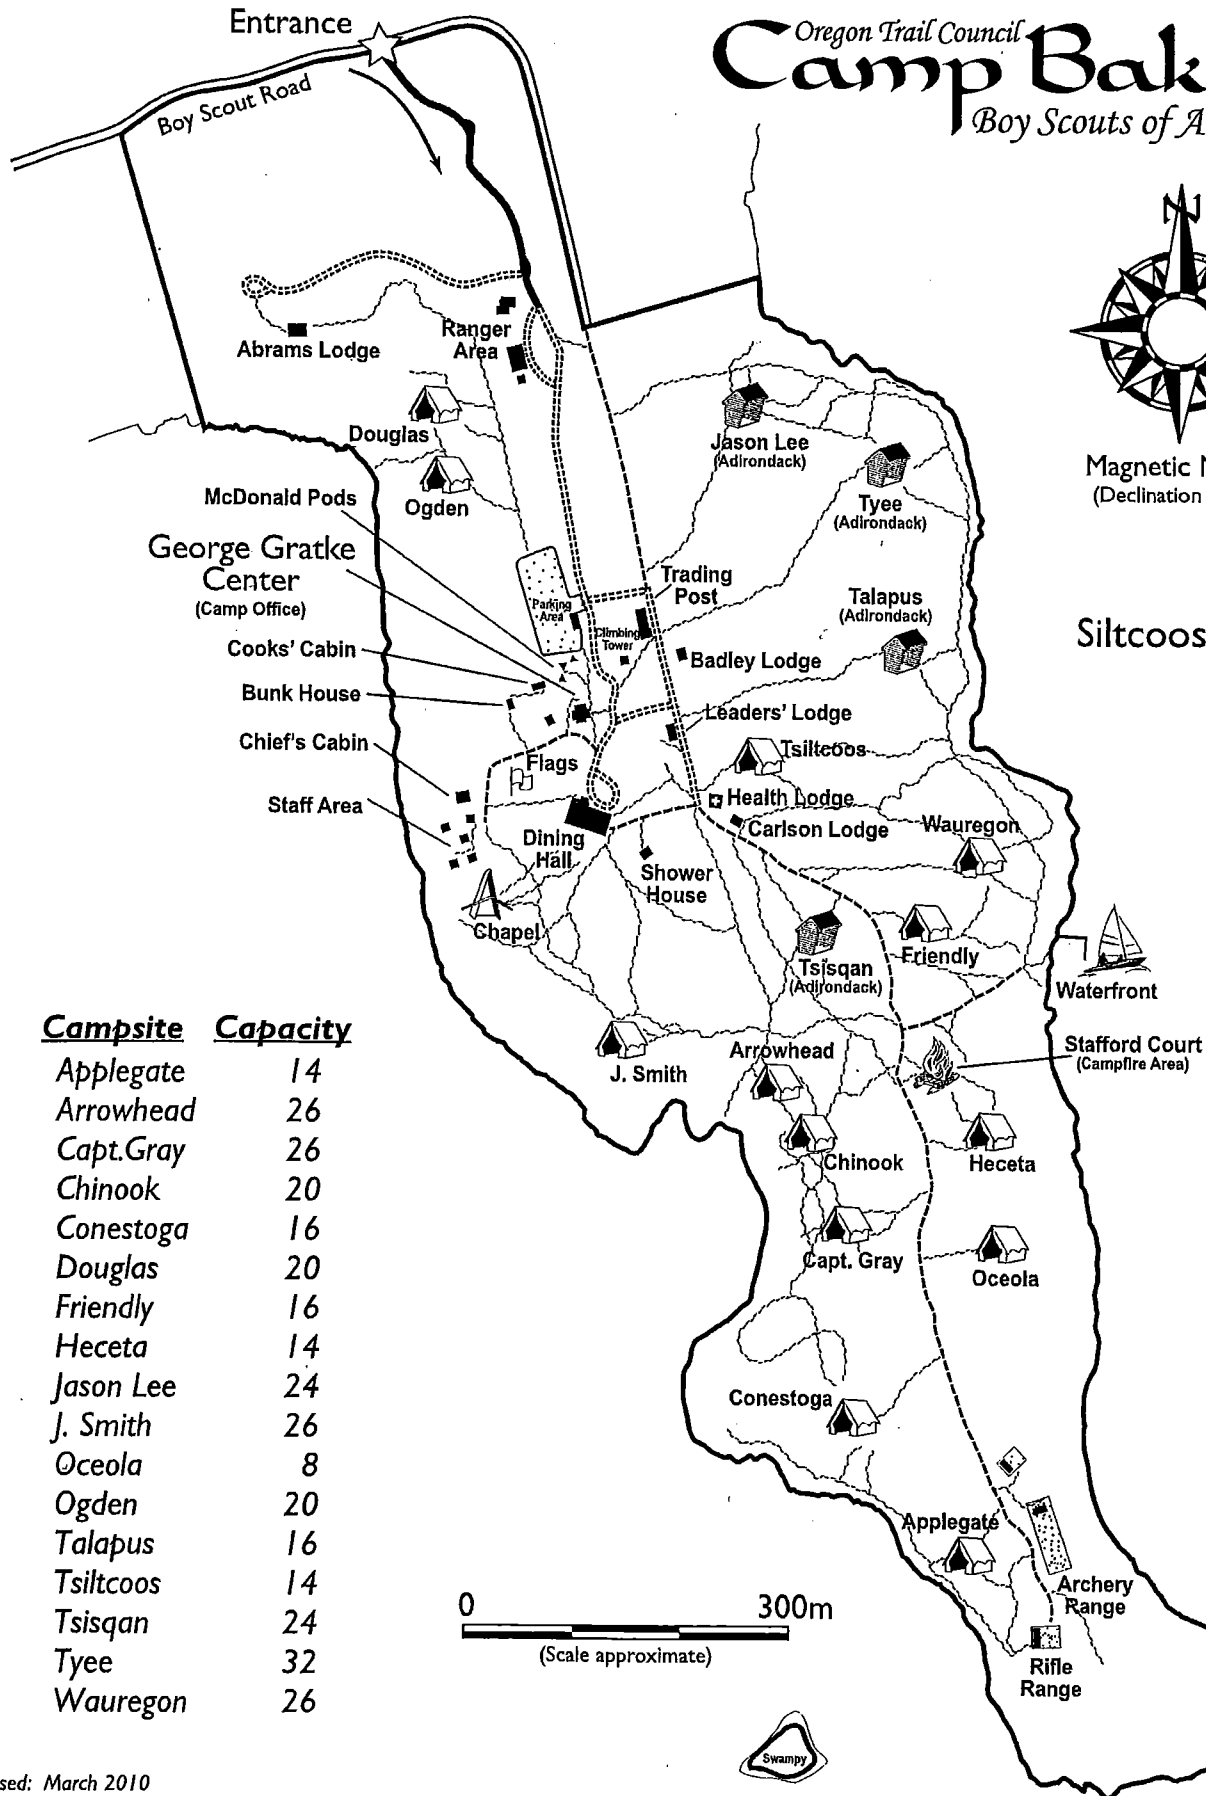 Entrance
Oregon Trail Council
Camp Bak
Boy Scouts of A
Boy Scout Road
N
Abrams Lodge
Ranger
Area
Douglas
Ogden
Jason Lee
(Adirondack)
Tyee
(Adirondack)
Magnetic
(Declination
McDonald Pods
George Gratke
Center
(Camp Office)
Parking
Area
Trading
Post
Climbing
Tower
Talapus
(Adirondack)
Siltcoos
Cooks' Cabin
Badley Lodge
Bunk House
Leaders' Lodge
Chief's Cabin
Flags
Tsiltcoos
Staff Area
Health Lodge
Dining
Hall
Carlson Lodge
Wauregon
Shower
House
Chapel
Tsisqan
(Adirondack)
Friendly
Waterfront
J. Smith
Arrowhead
Stafford Court
(Campfire Area)
Chinook
Heceta
Capt. Gray
Oceola
Conestoga
Applegate
Archery
Range
Rifle
Range
Campsite Capacity
Applegate 14
Arrowhead 26
Capt.Gray 26
Chinook 20
Conestoga 16
Douglas 20
Friendly 16
Heceta 14
Jason Lee 24
J. Smith 26
Oceola 8
Ogden 20
Talapus 16
Tsiltcoos 14
Tsisqan 24
Tyee 32
Wauregon 26
0 300m
(Scale approximate)
Swampy
sed: March 2010